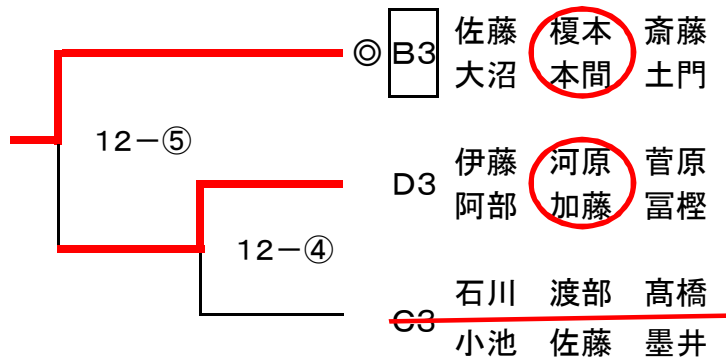 佐藤 榎本 斎藤
◎ B3
大沼 本間 土門
12-⑤
伊藤 河原 菅原
D3
阿部 加藤 冨樫
12-④
石川 渡部 髙橋
C3
小池 佐藤 墨井